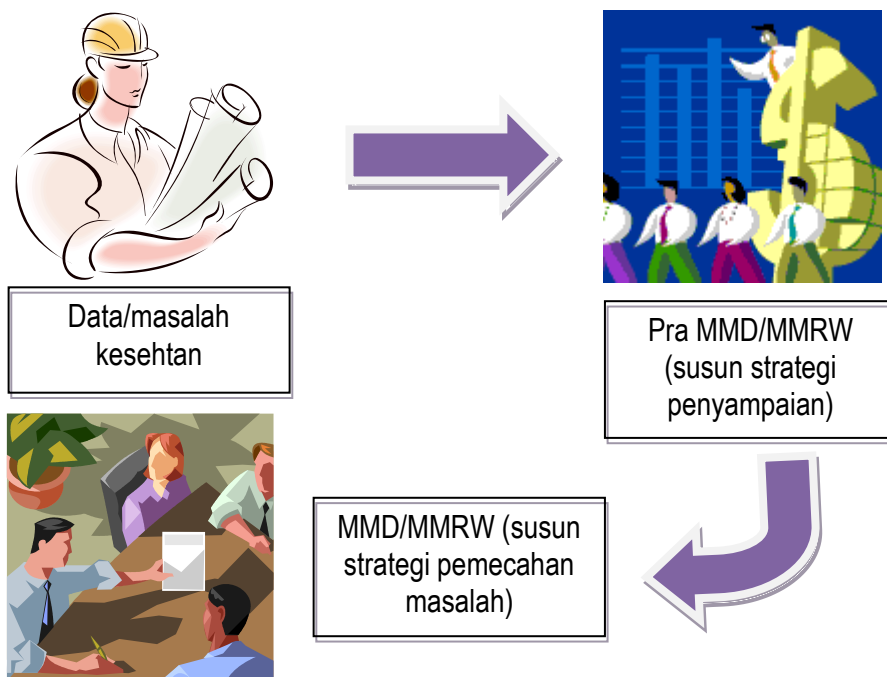 Data/masalah
kesehtan
Pra MMD/MMRW
(susun strategi
penyampaian)
MMD/MMRW (susun
strategi pemecahan
masalah)